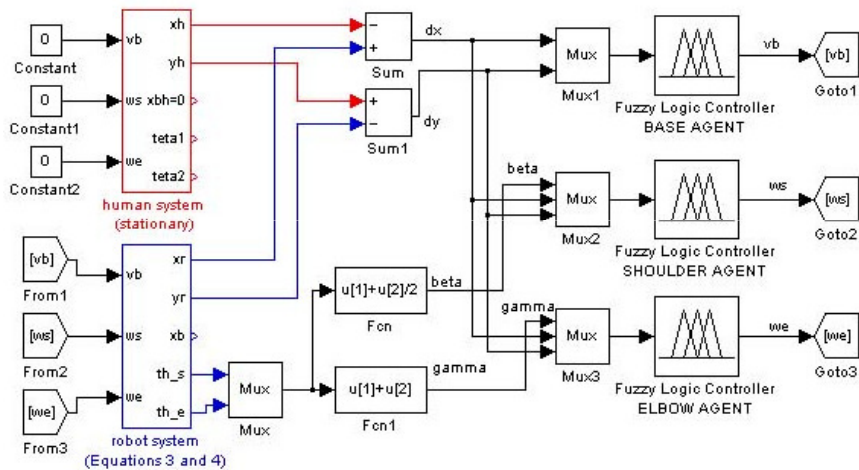 0
Constant
0
Constant1
0
Constant2
vb
ws
we
xh
yh
xbh=0
teta1
teta2
human system
(stationary)
[vb]
From1
[ws]
From2
[we]
From3
vb
ws
we
xr
yr
xb
th_s
th_e
robot system
(Equations 3 and 4)
Mux
Mux
−
+
Sum
+
−
Sum1
dx
dy
u[1]+u[2]/2
Fcn
u[1]+u[2]
Fcn1
beta
gamma
beta
gamma
Mux
Mux1
Mux
Mux2
Mux
Mux3
Fuzzy Logic Controller
BASE AGENT
Fuzzy Logic Controller
SHOULDER AGENT
Fuzzy Logic Controller
ELBOW AGENT
vb
[vb]
Goto1
ws
[ws]
Goto2
we
[we]
Goto3